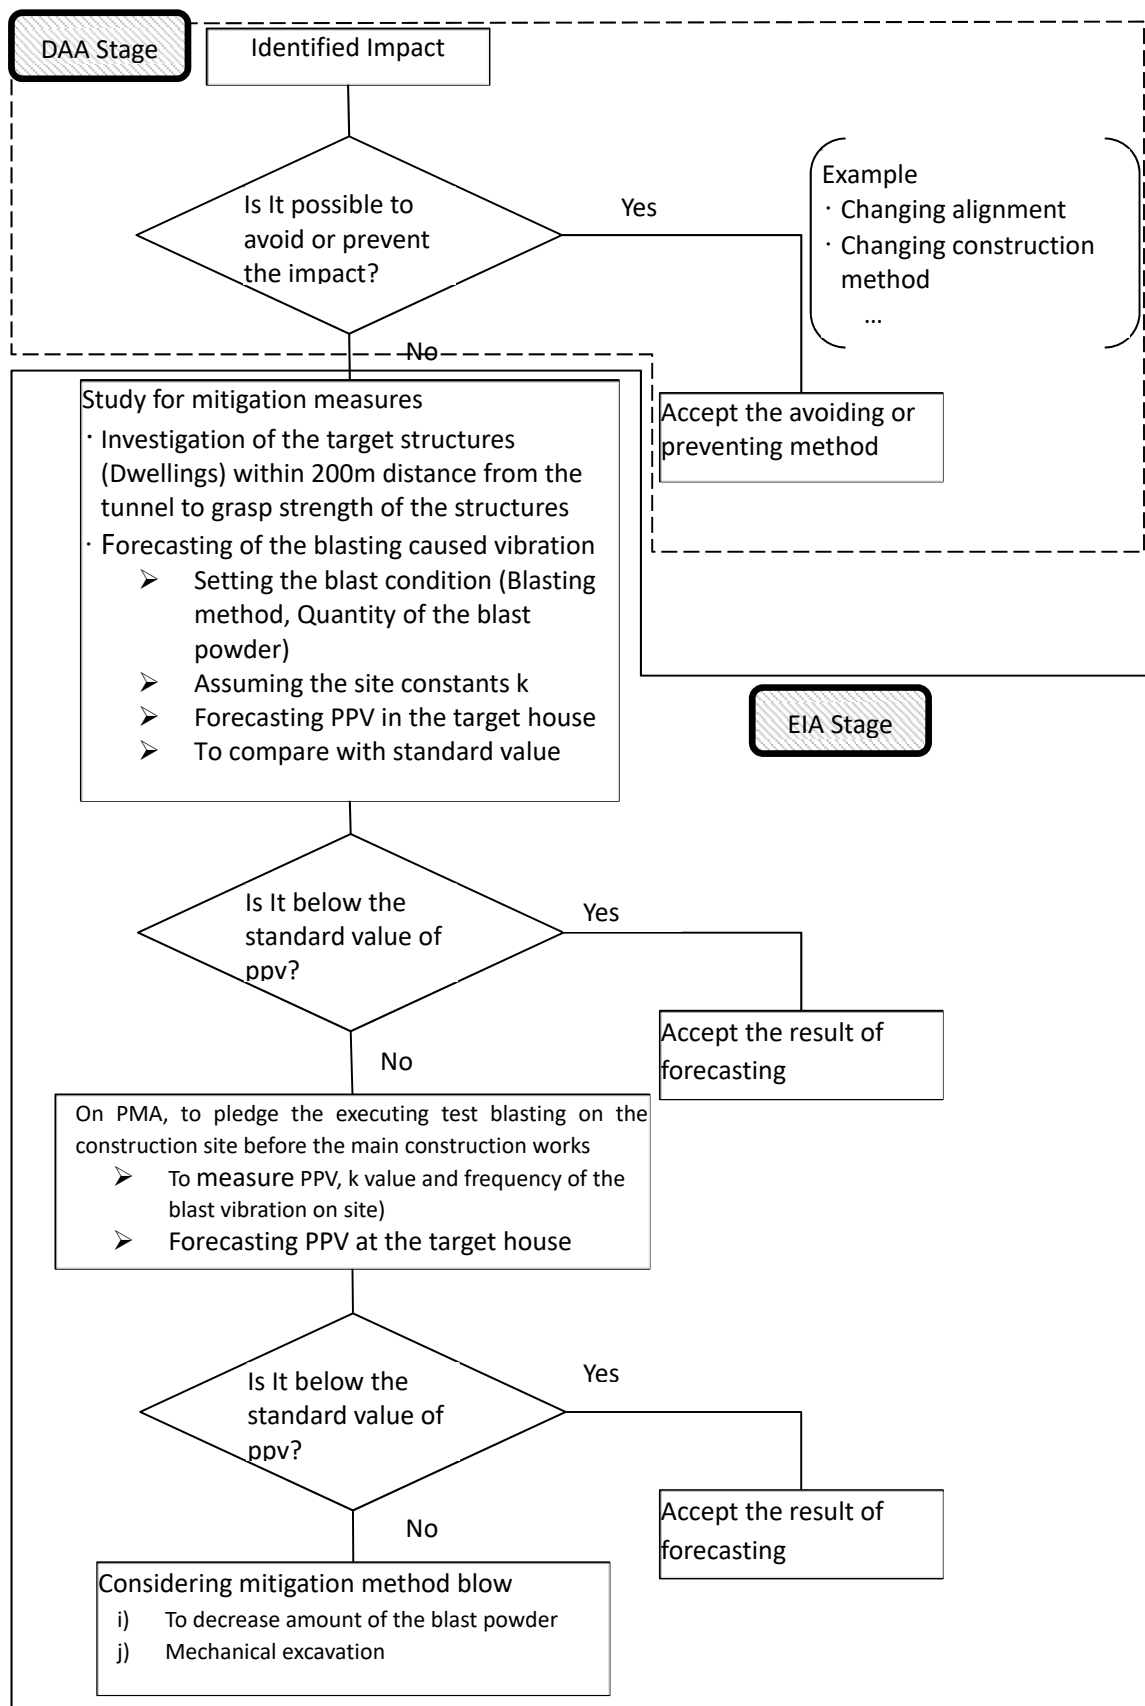 DAA Stage
Identified Impact
Is It possible to
avoid or prevent
the impact?
Yes
Example
· Changing alignment
· Changing construction
method
...
No
Accept the avoiding or
preventing method
Study for mitigation measures
· Investigation of the target structures
(Dwellings) within 200m distance from the
tunnel to grasp strength of the structures
· Forecasting of the blasting caused vibration
➢ Setting the blast condition (Blasting
method, Quantity of the blast
powder)
➢ Assuming the site constants k
➢ Forecasting PPV in the target house
➢ To compare with standard value
EIA Stage
Is It below the
standard value of
ppv?
Yes
Accept the result of
forecasting
No
On PMA, to pledge the executing test blasting on the
construction site before the main construction works
➢ To measure PPV, k value and frequency of the
blast vibration on site)
➢ Forecasting PPV at the target house
Is It below the
standard value of
ppv?
Yes
Accept the result of
forecasting
No
Considering mitigation method blow
i) To decrease amount of the blast powder
j) Mechanical excavation